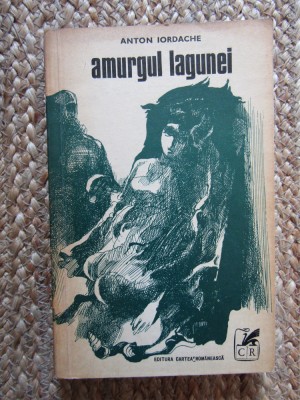 ANTON IORDACHE
amurgul lagunei
CR
EDITURA CARTEA ROMÂNEASCĂ